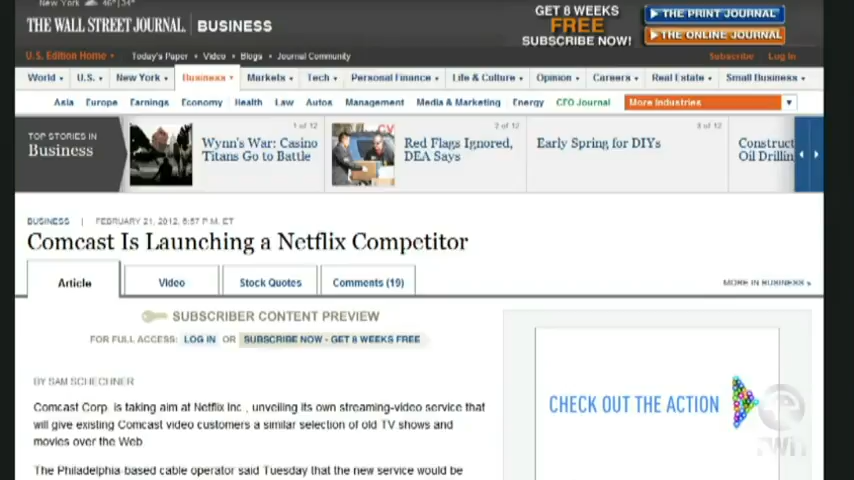 New York 46° | 34°
THE WALL STREET JOURNAL | BUSINESS
GET 8 WEEKS
FREE
SUBSCRIBE NOW!
THE PRINT JOURNAL
THE ONLINE JOURNAL
U.S. Edition Home Today's Paper • Video • Blogs • Journal Community
Subscribe Log In
World U.S. New York Business Markets Tech Personal Finance Life & Culture Opinion Careers Real Estate Small Business
Asia Europe Earnings Economy Health Law Autos Management Media & Marketing Energy CFO Journal More Industries
TOP STORIES IN
Business
1 of 12
Wynn's War: Casino
Titans Go to Battle
2 of 12
Red Flags Ignored,
DEA Says
3 of 12
Early Spring for DIYs
Construct
Oil Drillin
BUSINESS | FEBRUARY 21, 2012, 6:57 P.M. ET
Comcast Is Launching a Netflix Competitor
Article Video Stock Quotes Comments (19)
MORE IN BUSINESS »
SUBSCRIBER CONTENT PREVIEW
FOR FULL ACCESS: LOG IN OR SUBSCRIBE NOW - GET 8 WEEKS FREE
BY SAM SCHECHNER
Comcast Corp. is taking aim at Netflix Inc., unveiling its own streaming-video service that
will give existing Comcast video customers a similar selection of old TV shows and
movies over the Web
The Philadelphia-based cable operator said Tuesday that the new service would be
CHECK OUT THE ACTION
TWiT